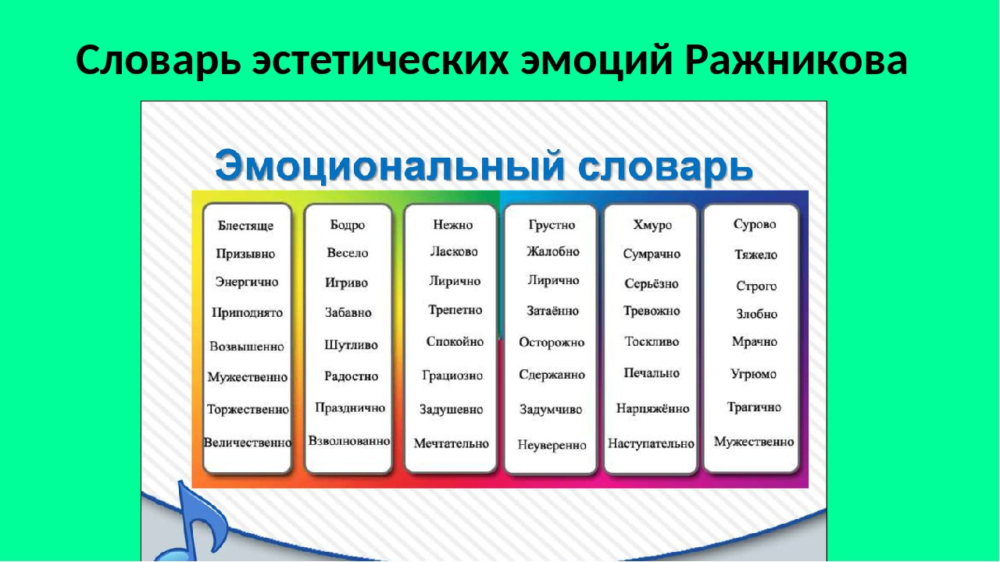 Словарь эстетических эмоций Ражникова
Эмоциональный словарь
Блестяще
Призывно
Энергично
Приподнято
Возвышенно
Мужественно
Торжественно
Величественно
Бодро
Весело
Игриво
Забавно
Шутливо
Радостно
Празднично
Взволнованно
Нежно
Ласково
Лирично
Трепетно
Спокойно
Грациозно
Задушевно
Мечтательно
Грустно
Жалобно
Лирично
Затаённо
Осторожно
Сдержанно
Задумчиво
Неуверенно
Хмуро
Сумрачно
Серьёзно
Тревожно
Тоскливо
Печально
Нарпяжённо
Наступательно
Сурово
Тяжело
Строго
Злобно
Мрачно
Угрюмо
Трагично
Мужественно